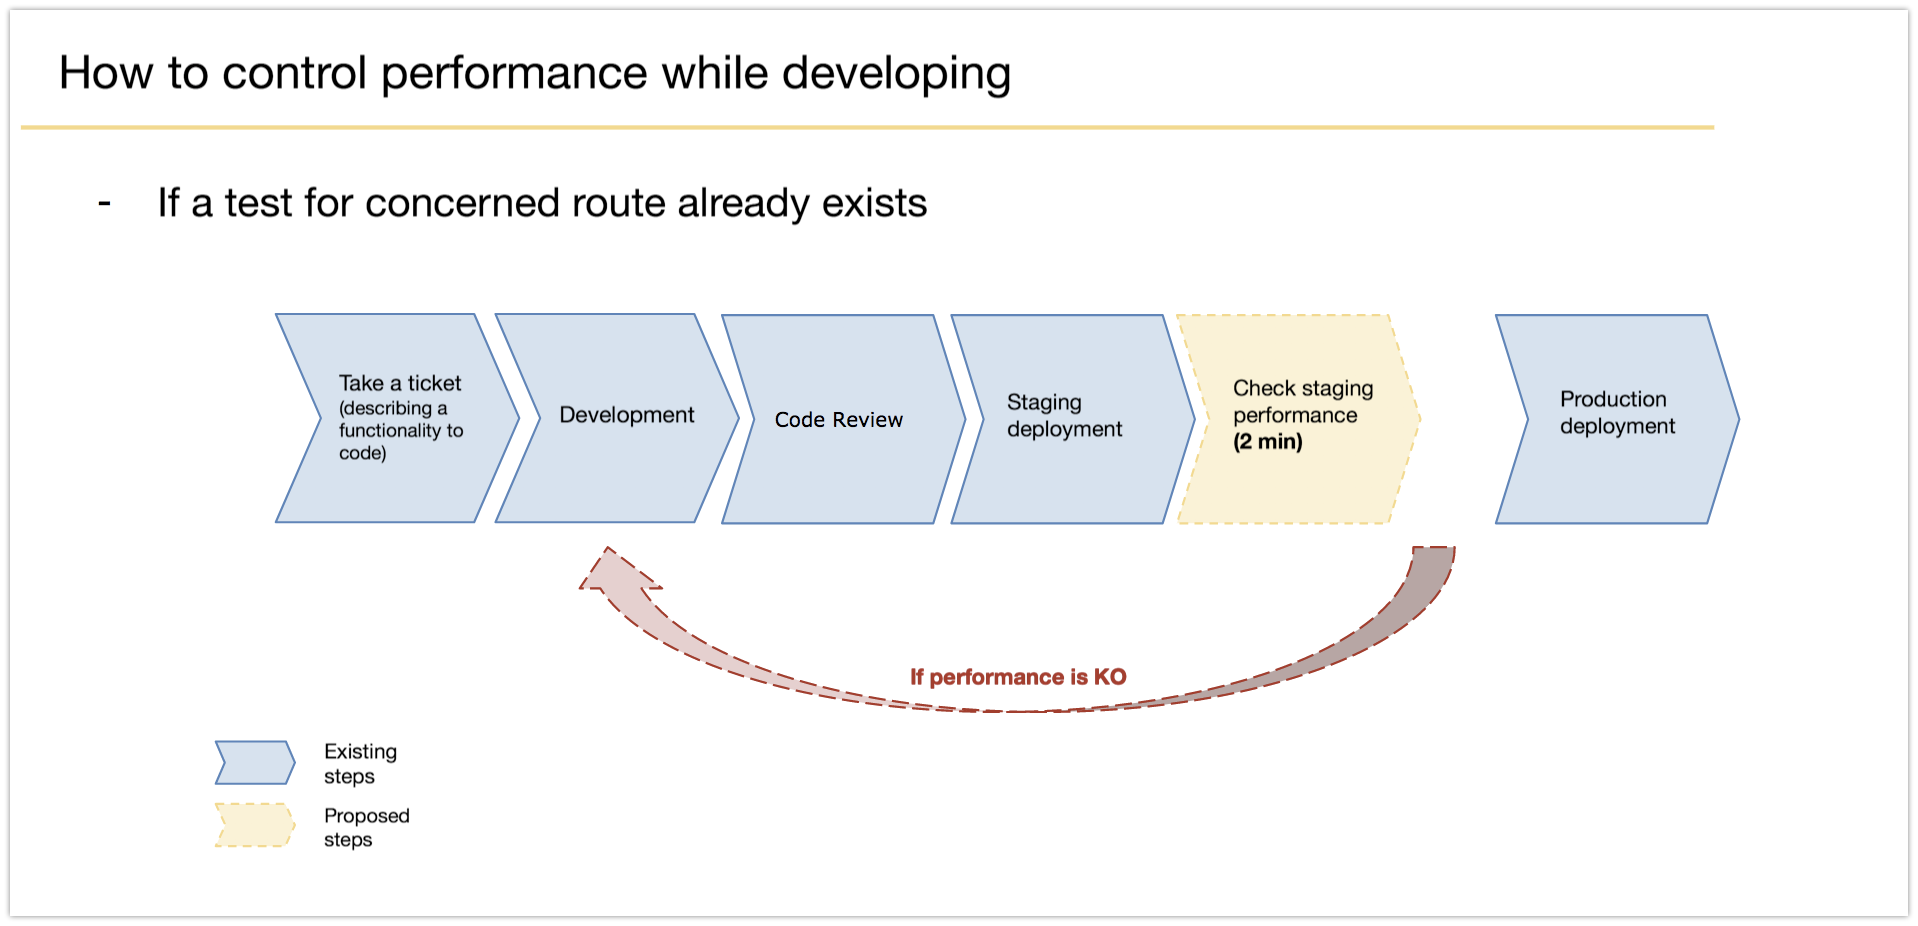 How to control performance while developing
- If a test for concerned route already exists
Take a ticket
(describing a
functionality to
code)
Development
Code Review
Staging
deployment
Check staging
performance
(2 min)
Production
deployment
If performance is KO
Existing
steps
Proposed
steps